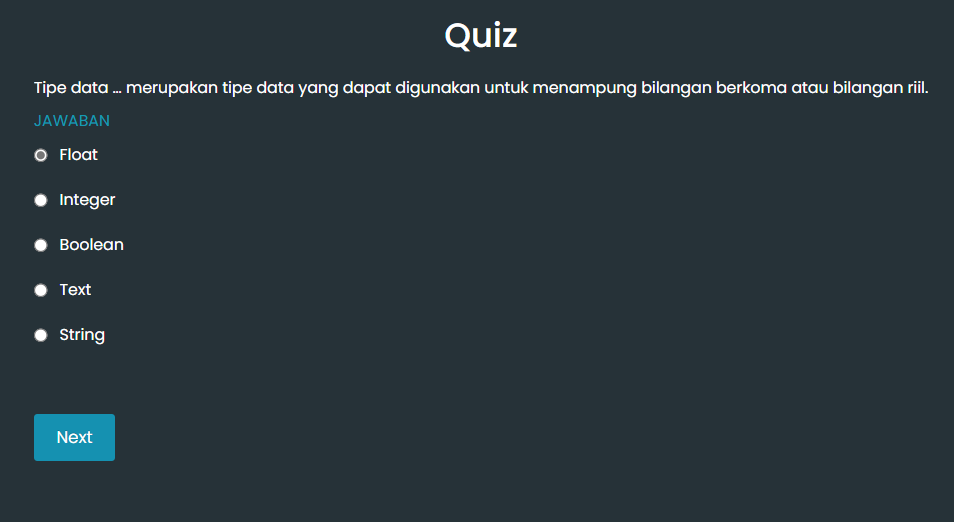 Quiz
Tipe data ... merupakan tipe data yang dapat digunakan untuk menampung bilangan berkoma atau bilangan riil.
JAWABAN
Float
Integer
Boolean
Text
String
Next